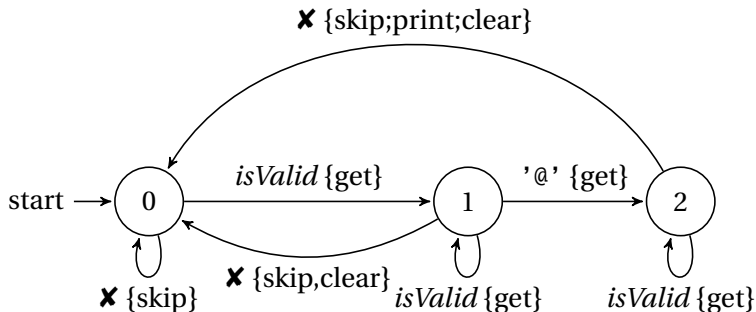 ✘ {skip;print;clear}
isValid {get}
'@' {get}
start
0
1
2
✘ {skip}
✘ {skip,clear}
isValid {get}
isValid {get}